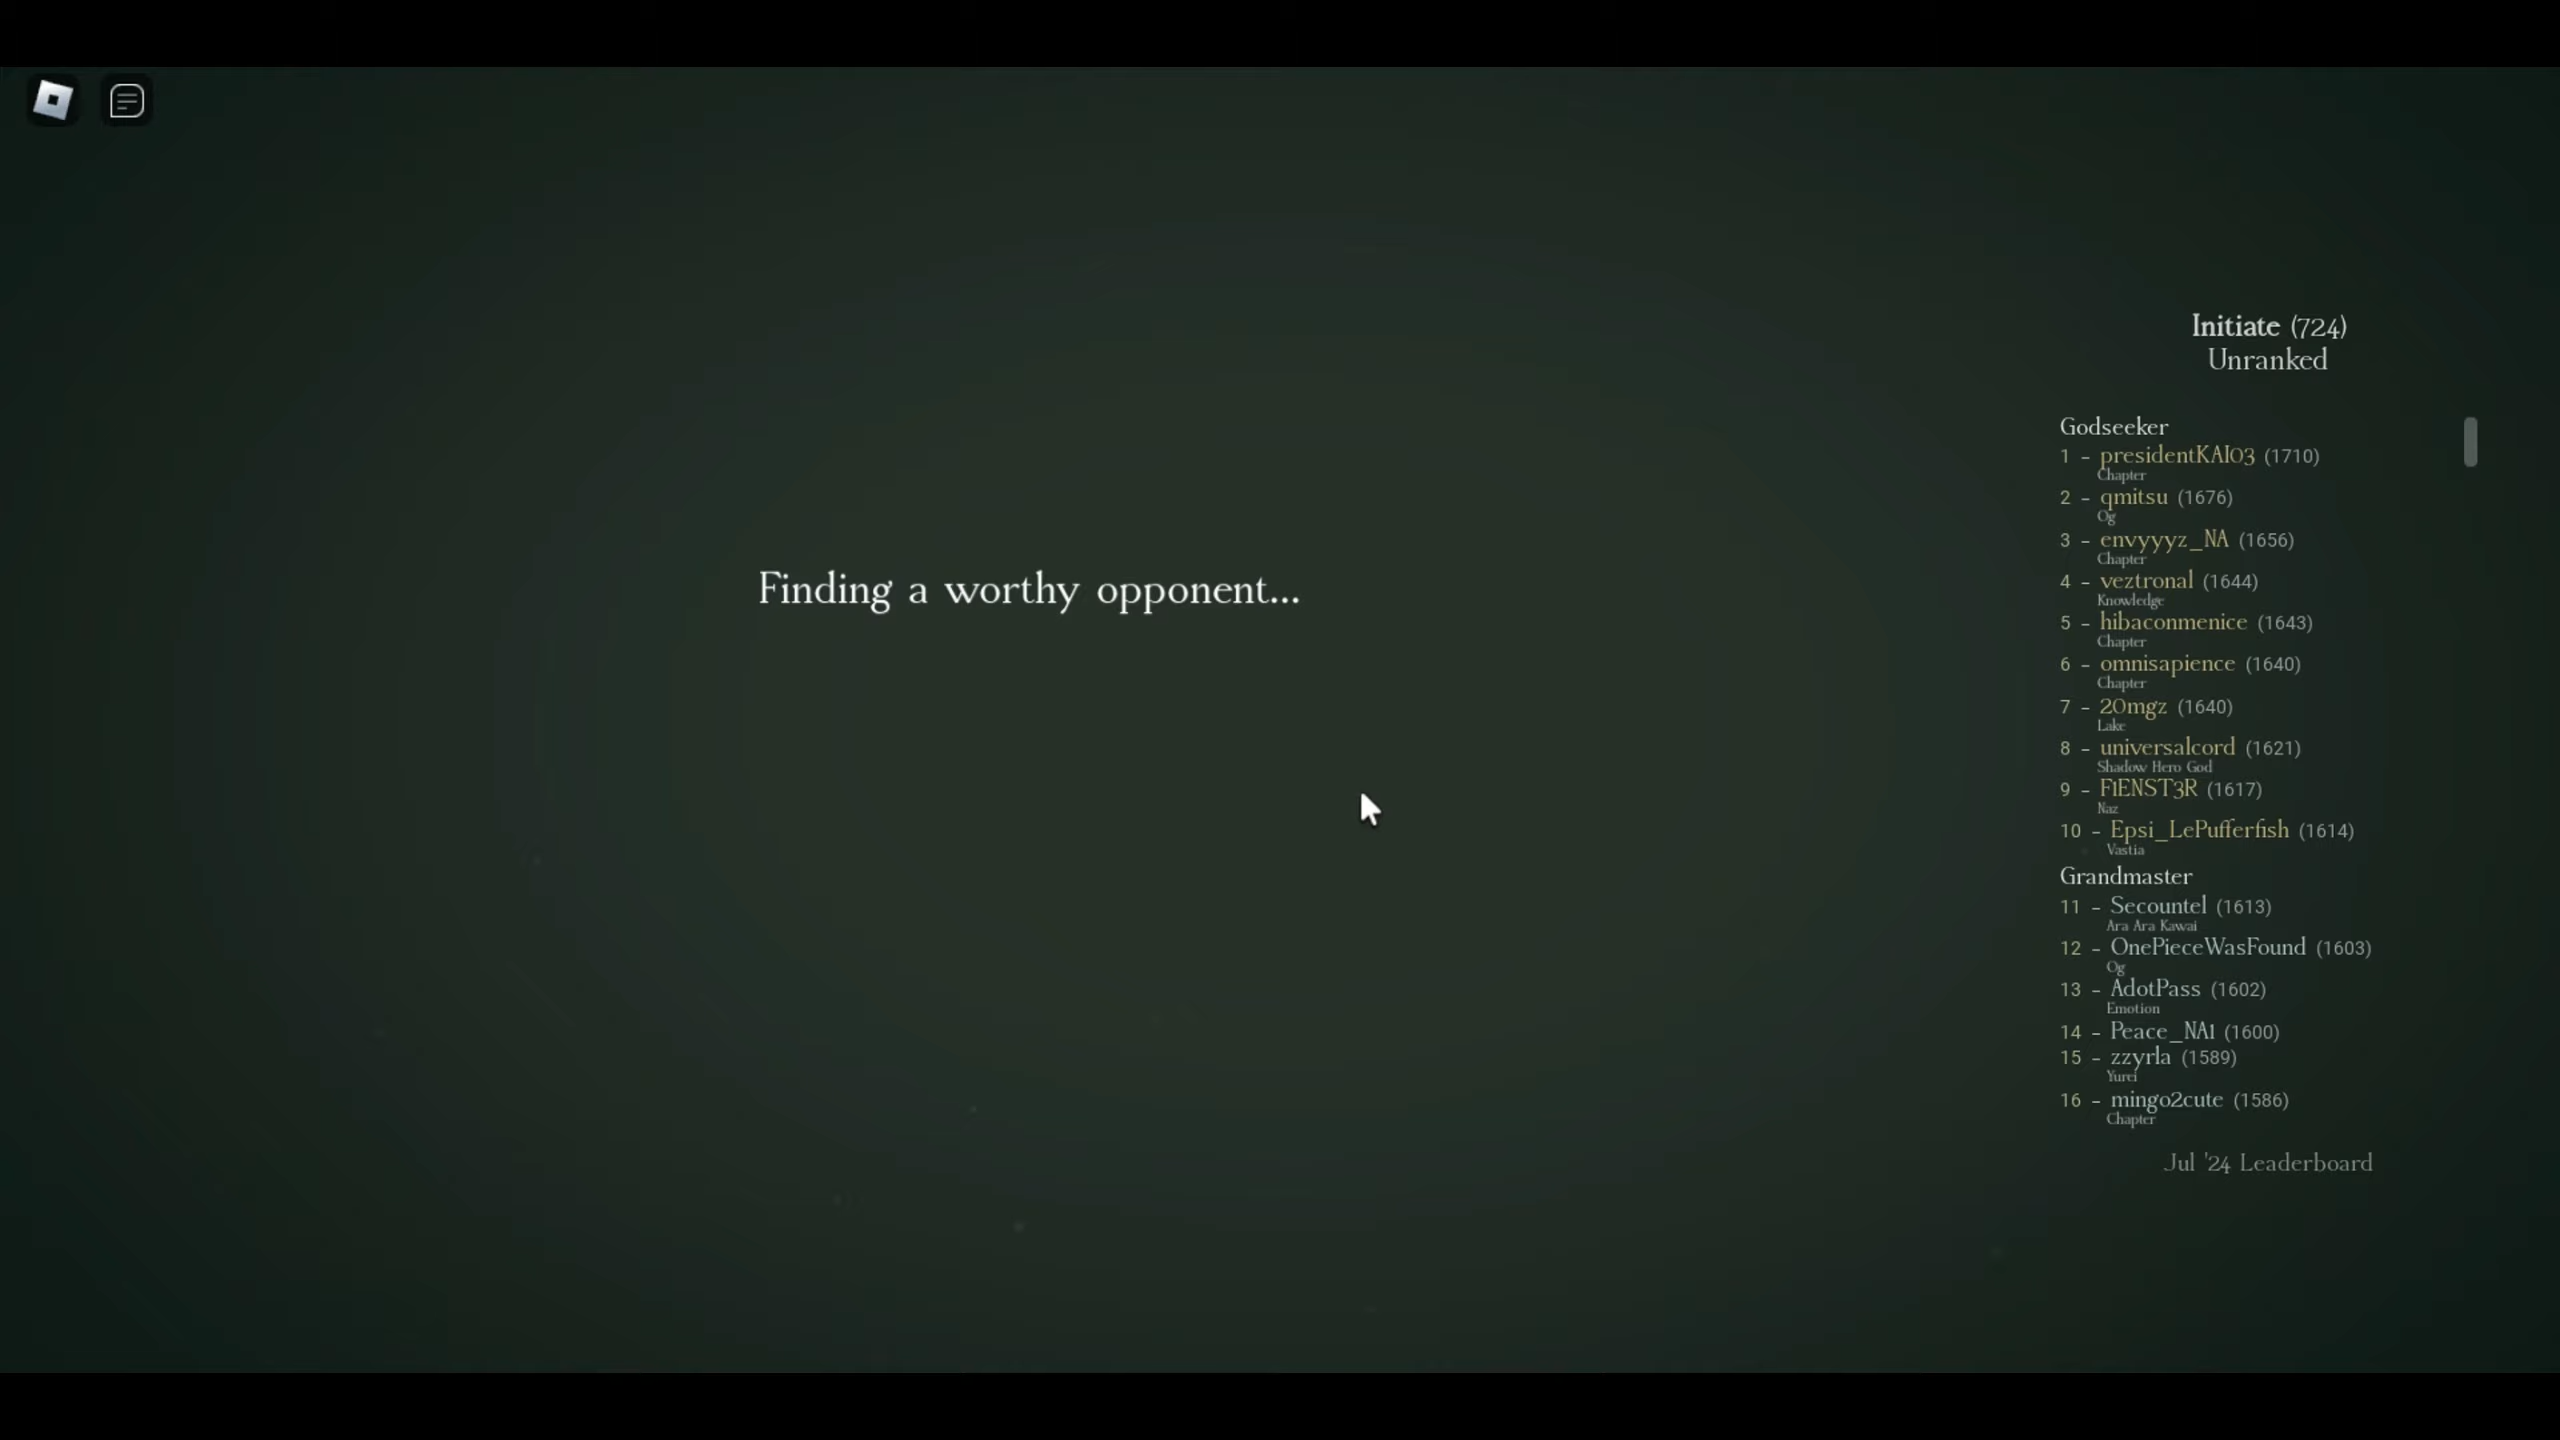 Finding a worthy opponent...
Initiate (724)
Unranked
Godseeker
1 - presidentKAI03 (1710)
Chapter
2 - qmitsu (1676)
Og
3 - envyyyz_NA (1656)
Chapter
4 - veztronal (1644)
Knowledge
5 - hibaconmenice (1643)
Chapter
6 - omnisapience (1640)
Chapter
7 - 20mgz (1640)
Lake
8 - universalcord (1621)
Shadow Hero God
9 - F1ENST3R (1617)
Naz
10 - Epsi_LePufferfish (1614)
Vastia
Grandmaster
11 - Secountel (1613)
Ara Ara Kawai
12 - OnePieceWasFound (1603)
Og
13 - AdotPass (1602)
Emotion
14 - Peace_NA1 (1600)
15 - zzyrla (1589)
Yurei
16 - mingo2cute (1586)
Chapter
Jul '24 Leaderboard